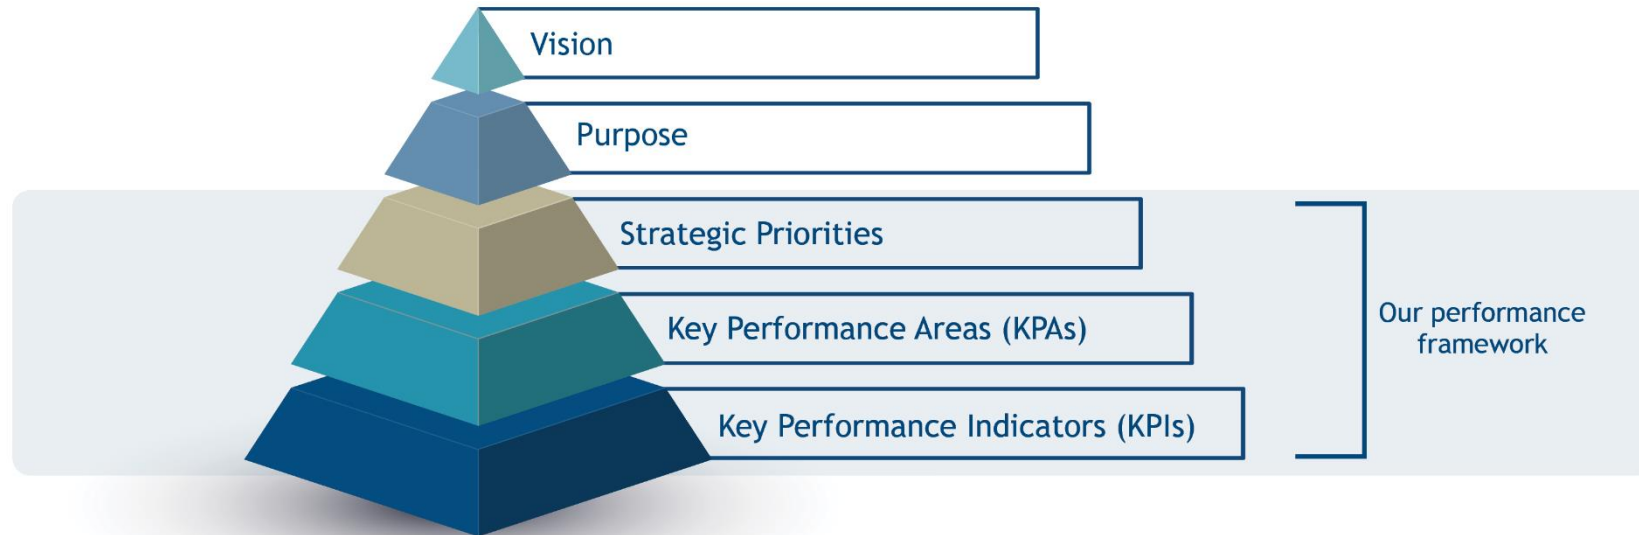 Vision
Purpose
Strategic Priorities
Key Performance Areas (KPAs)
Key Performance Indicators (KPIs)
Our performance
framework